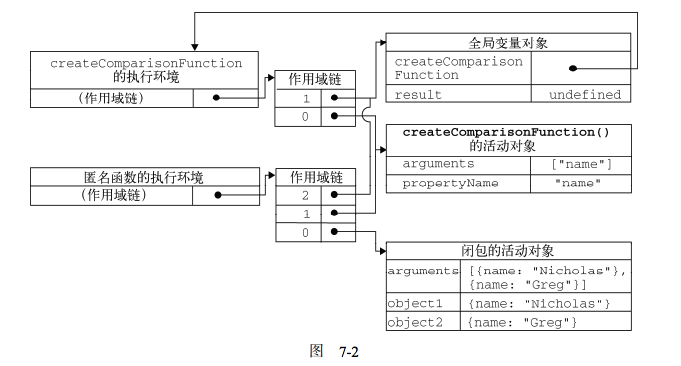 createComparisonFunction
的执行环境
(作用域链)
作用域链
1
0
全局变量对象
createComparison
Function
result
undefined
createComparisonFunction()
的活动对象
arguments
["name"]
propertyName
"name"
匿名函数的执行环境
(作用域链)
作用域链
2
1
0
闭包的活动对象
arguments
[{name: "Nicholas"},
{name: "Greg"}]
object1
{name: "Nicholas"}
object2
{name: "Greg"}
图 7-2